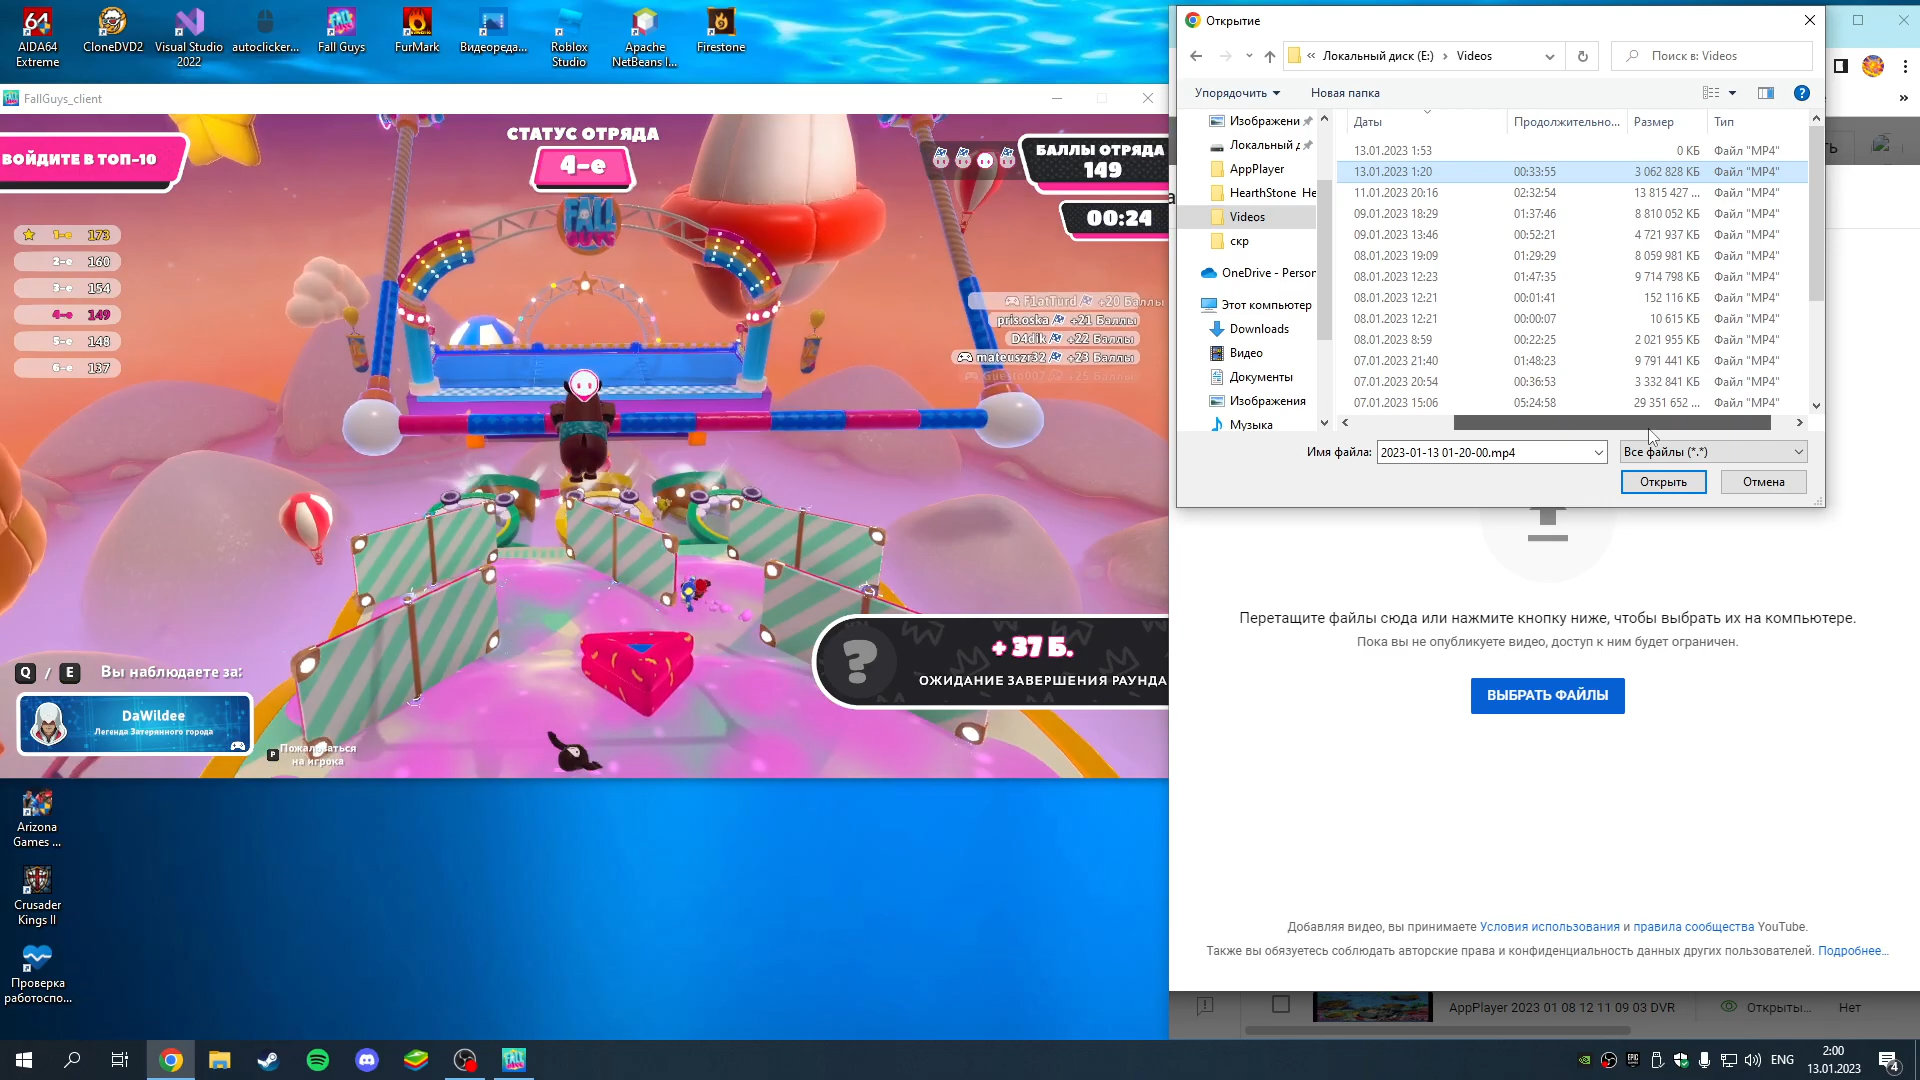 AIDA64
Extreme
CloneDVD2
Visual Studio
2022
autoclicker...
Fall Guys
FurMark
Видеореда...
Roblox
Studio
Apache
NetBeans I...
Firestone
FallGuys_client
ВОЙДИТЕ В ТОП-10
СТАТУС ОТРЯДА
4-е
БАЛЛЫ ОТРЯДА
149
00:24
1-е 173
2-е 160
3-е 154
4-е 149
5-е 148
6-е 137
FALL
GUYS
F1atTurd +20 Баллы
pris.oska +21 Баллы
D4dik +22 Баллы
mateuszr32 +23 Баллы
+25 Баллы
+ 37 Б.
ОЖИДАНИЕ ЗАВЕРШЕНИЯ РАУНДА
Q / E Вы наблюдаете за:
DaWildee
Легенда Затерянного города
P Пожаловаться
на игрока
Arizona
Games ...
Crusader
Kings II
Проверка
работоспо...
Открытие
« Локальный диск (E:) › Videos
Поиск в: Videos
Упорядочить
Новая папка
Изображени
Локальный д
AppPlayer
HearthStone He
Videos
скр
OneDrive - Person
Этот компьютер
Downloads
Видео
Документы
Изображения
Музыка
Даты Продолжительно... Размер Тип
13.01.2023 1:53 0 КБ Файл "MP4"
13.01.2023 1:20 00:33:55 3 062 828 КБ Файл "MP4"
11.01.2023 20:16 02:32:54 13 815 427 ... Файл "MP4"
09.01.2023 18:29 01:37:46 8 810 052 КБ Файл "MP4"
09.01.2023 13:46 00:52:21 4 721 937 КБ Файл "MP4"
08.01.2023 19:09 01:29:29 8 059 981 КБ Файл "MP4"
08.01.2023 12:23 01:47:35 9 714 798 КБ Файл "MP4"
08.01.2023 12:21 00:01:41 152 116 КБ Файл "MP4"
08.01.2023 12:21 00:00:07 10 615 КБ Файл "MP4"
08.01.2023 8:59 00:22:25 2 021 955 КБ Файл "MP4"
07.01.2023 21:40 01:48:23 9 791 441 КБ Файл "MP4"
07.01.2023 20:54 00:36:53 3 332 841 КБ Файл "MP4"
07.01.2023 15:06 05:24:58 29 351 652 ... Файл "MP4"
Имя файла: 2023-01-13 01-20-00.mp4
Все файлы (*.*)
Открыть
Отмена
Перетащите файлы сюда или нажмите кнопку ниже, чтобы выбрать их на компьютере.
Пока вы не опубликуете видео, доступ к ним будет ограничен.
ВЫБРАТЬ ФАЙЛЫ
Добавляя видео, вы принимаете Условия использования и правила сообщества YouTube.
Также вы обязуетесь соблюдать авторские права и конфиденциальность данных других пользователей. Подробнее...
AppPlayer 2023 01 08 12 11 09 03 DVR
Открыты...
Нет
ENG
2:00
13.01.2023
4